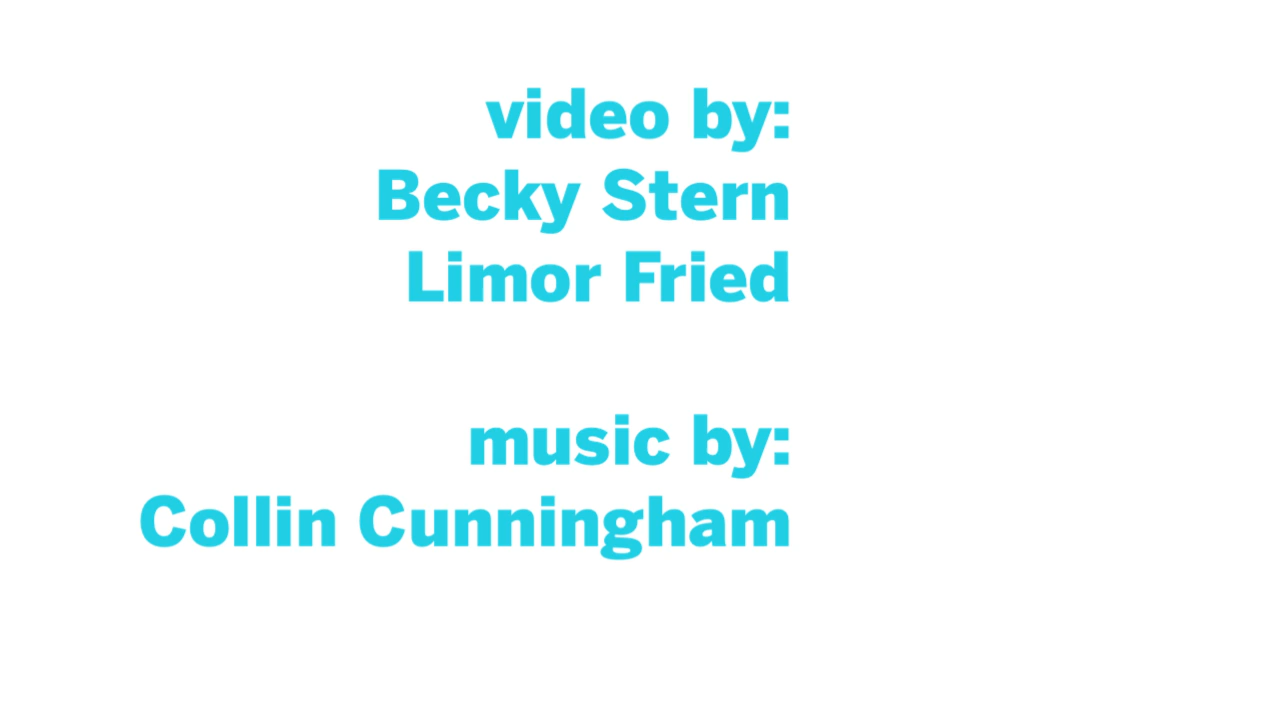 video by:
Becky Stern
Limor Fried
music by:
Collin Cunningham